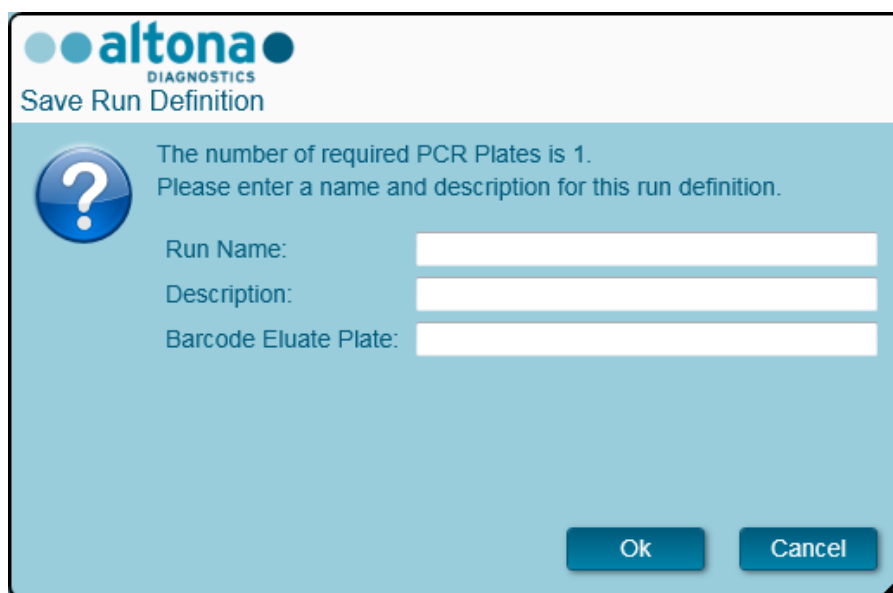 altona
DIAGNOSTICS
Save Run Definition
The number of required PCR Plates is 1.
Please enter a name and description for this run definition.
Run Name:
Description:
Barcode Eluate Plate:
Ok Cancel